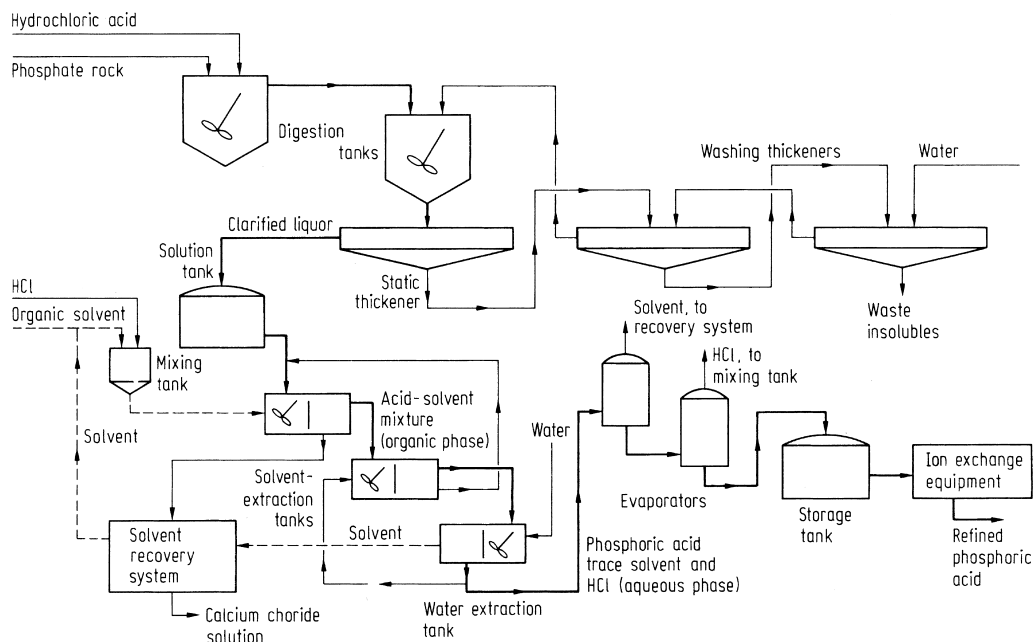 Hydrochloric acid
Phosphate rock
Digestion
tanks
Washing thickeners
Water
Clarified liquor
Solution
tank
Static
thickener
Waste
insolubles
HCl
Organic solvent
Mixing
tank
Solvent, to
recovery system
HCl, to
mixing tank
Acid-solvent
mixture
(organic phase)
Solvent
Water
Solvent-
extraction
tanks
Evaporators
Ion exchange
equipment
Storage
tank
Solvent
Solvent
recovery
system
Phosphoric acid
trace solvent and
HCl (aqueous phase)
Refined
phosphoric
acid
Calcium choride
solution
Water extraction
tank